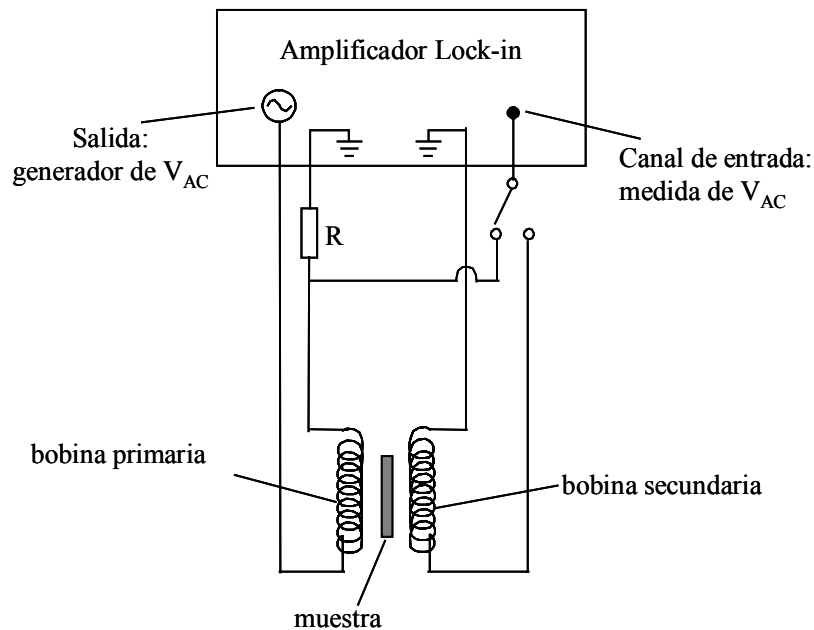 Amplificador Lock-in
Salida:
generador de V_AC
Canal de entrada:
medida de V_AC
R
bobina primaria
bobina secundaria
muestra